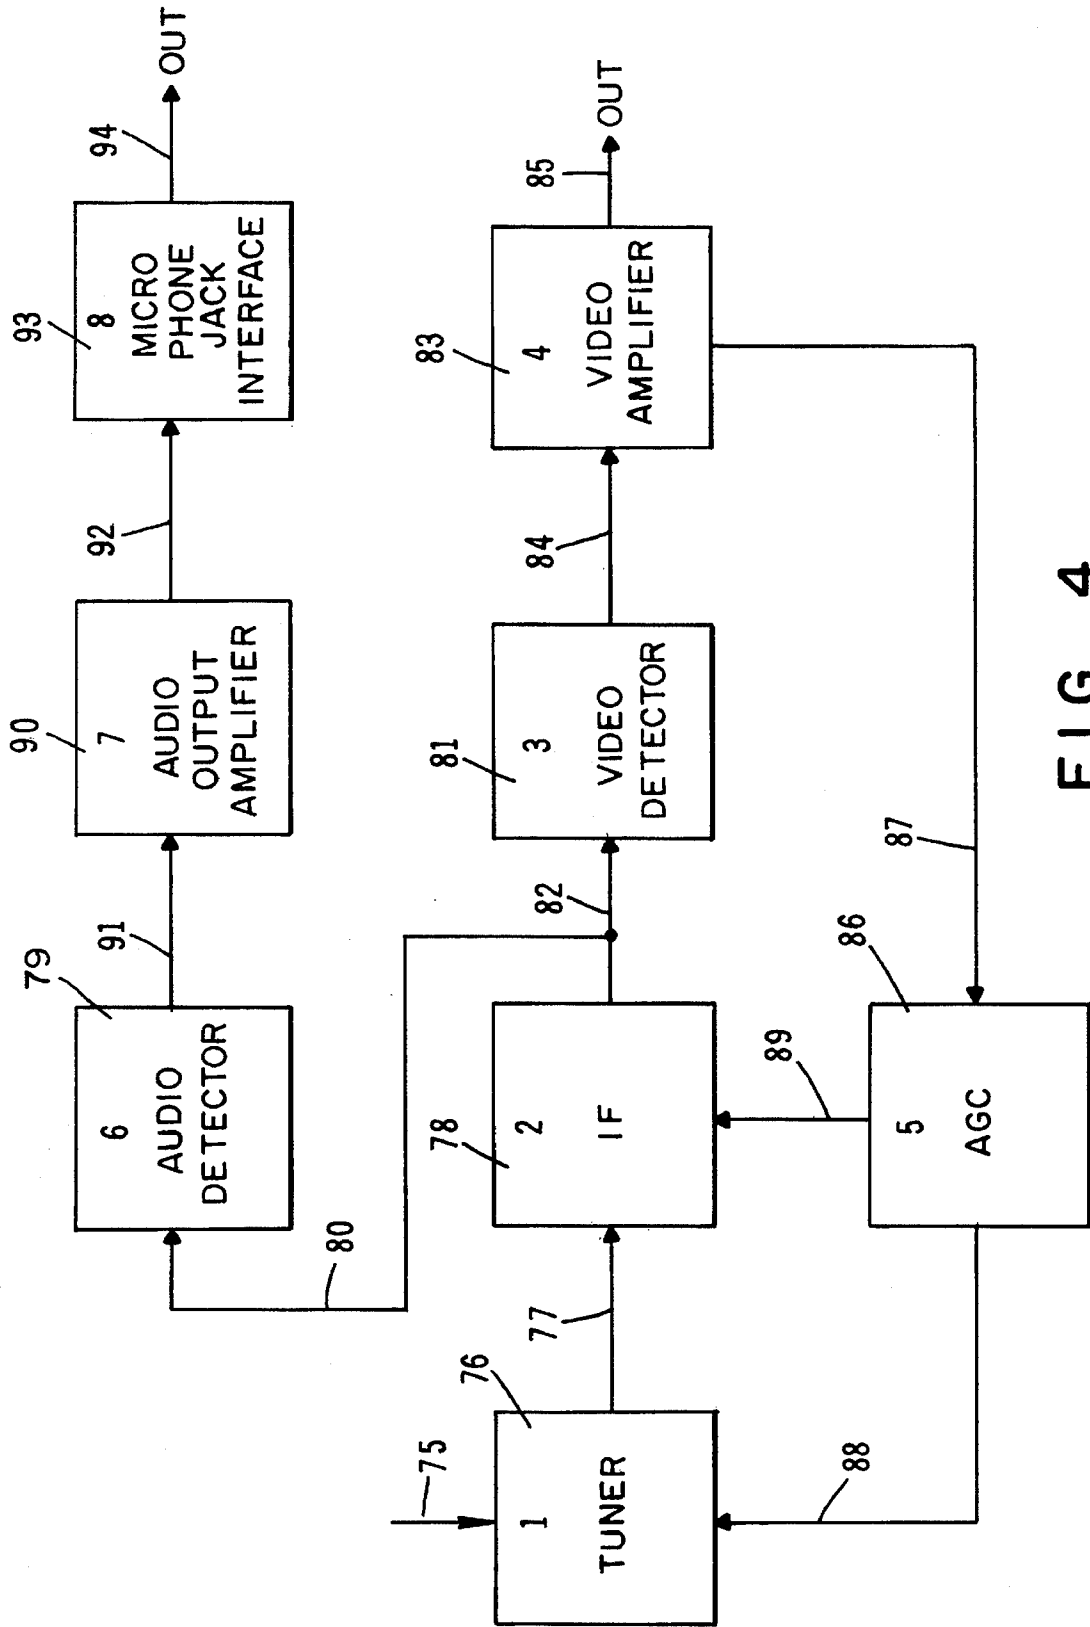 79
6
AUDIO
DETECTOR
91
90
7
AUDIO
OUTPUT
AMPLIFIER
92
93
8
MICRO
PHONE
JACK
INTERFACE
94
OUT
80
75
76
1
TUNER
77
78
2
IF
82
81
3
VIDEO
DETECTOR
84
83
4
VIDEO
AMPLIFIER
85
OUT
88
89
86
5
AGC
87
FIG 4